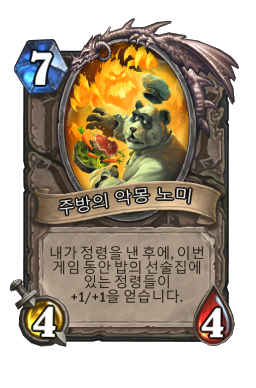 7
주방의 악몽 노미
내가 정령을 낸 후에, 이번
게임 동안 밥의 선술집에
있는 정령들이
+1/+1을 얻습니다.
4
4